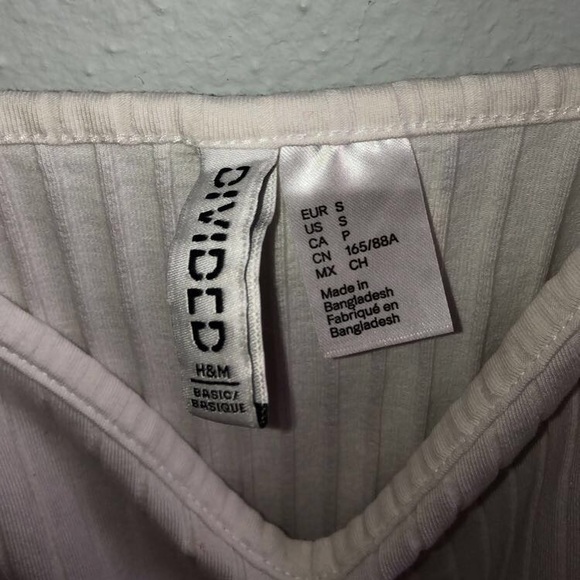 DIVIDED
H&M
BASIC/
BASIQUE
EUR S
US S
CA P
CN 165/88A
MX CH
Made in
Bangladesh
Fabriqué en
Bangladesh